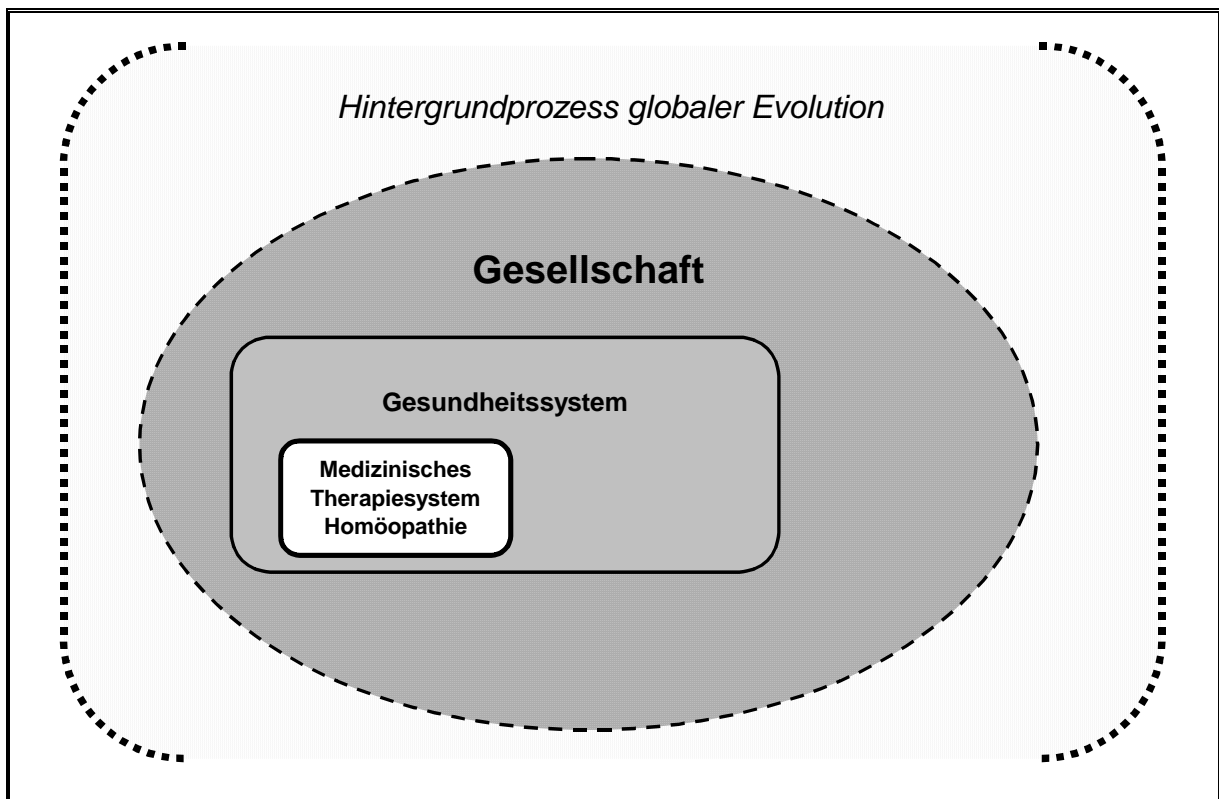 Hintergrundprozess globaler Evolution
Gesellschaft
Gesundheitssystem
Medizinisches
Therapiesystem
Homöopathie